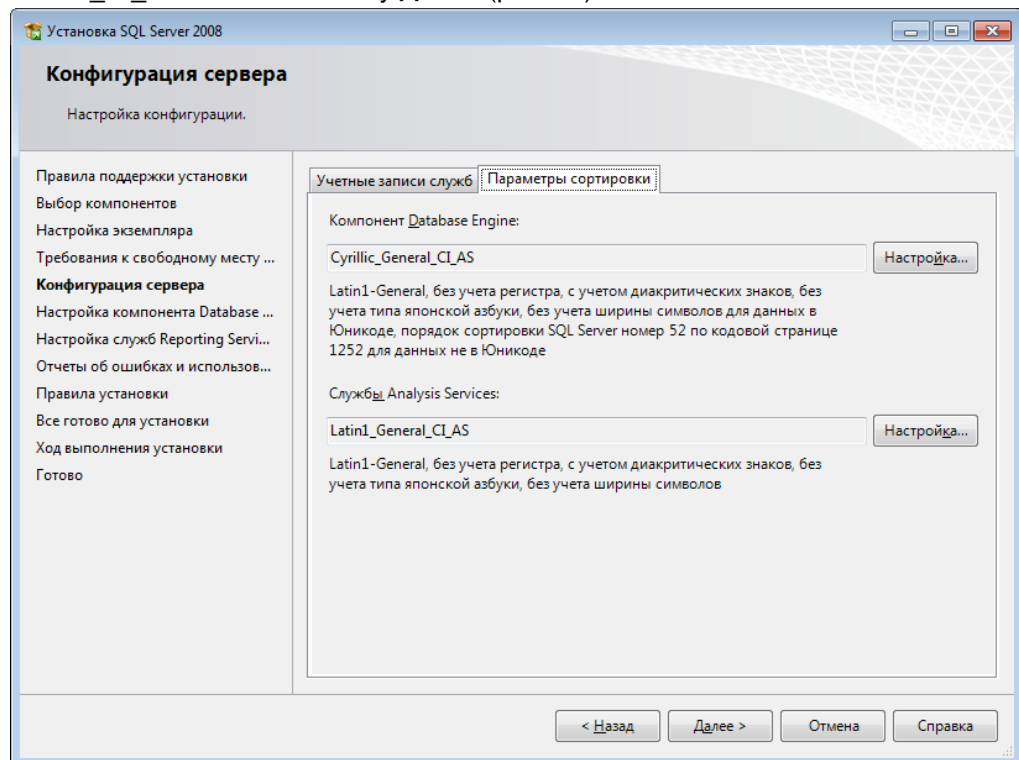 Установка SQL Server 2008
Конфигурация сервера
Настройка конфигурации.
Правила поддержки установки
Выбор компонентов
Настройка экземпляра
Требования к свободному месту ...
Конфигурация сервера
Настройка компонента Database ...
Настройка служб Reporting Servi...
Отчеты об ошибках и использов...
Правила установки
Все готово для установки
Ход выполнения установки
Готово
Учетные записи служб Параметры сортировки
Компонент Database Engine:
Cyrillic_General_CI_AS Настройка...
Latin1-General, без учета регистра, с учетом диакритических знаков, без
учета типа японской азбуки, без учета ширины символов для данных в
Юникоде, порядок сортировки SQL Server номер 52 по кодовой странице
1252 для данных не в Юникоде
Службы Analysis Services:
Latin1_General_CI_AS Настройка...
Latin1-General, без учета регистра, с учетом диакритических знаков, без
учета типа японской азбуки, без учета ширины символов
< Назад Далее > Отмена Справка